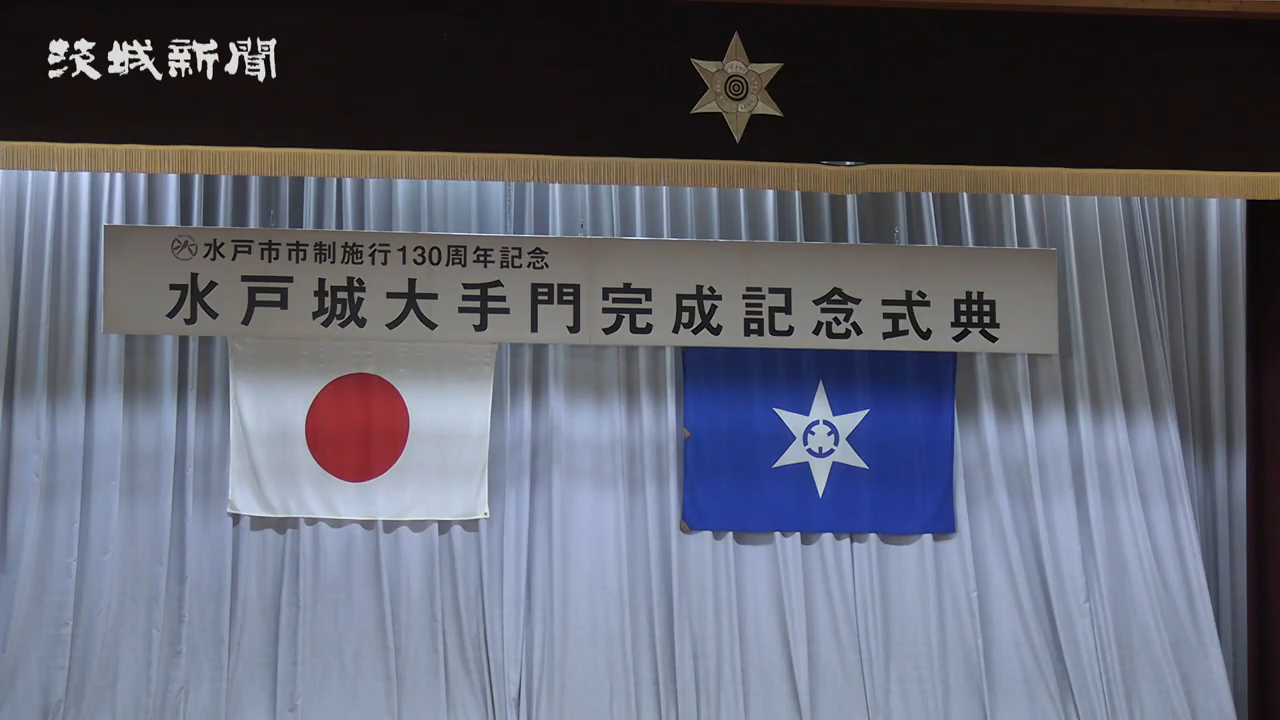 茨城新聞
水戸市市制施行130周年記念
水戸城大手門完成記念式典